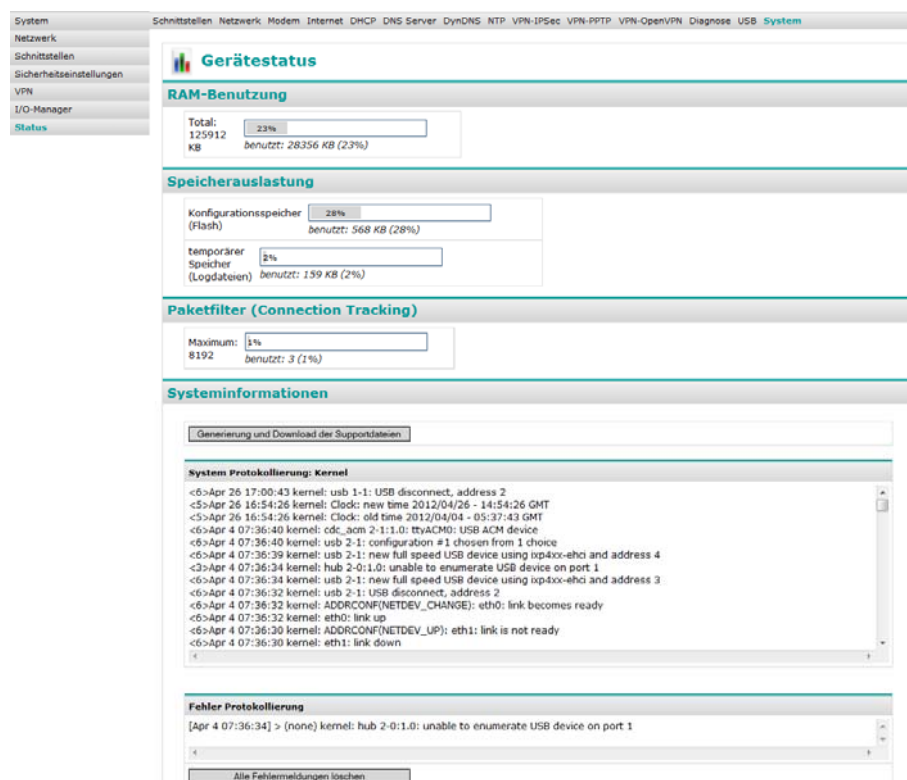 System
Netzwerk
Schnittstellen
Sicherheitseinstellungen
VPN
I/O-Manager
Status
Schnittstellen Netzwerk Modem Internet DHCP DNS Server DynDNS NTP VPN-IPSec VPN-PPTP VPN-OpenVPN Diagnose USB System
Gerätestatus
RAM-Benutzung
Total:
125912
KB
23%
benutzt: 28356 KB (23%)
Speicherauslastung
Konfigurationsspeicher
(Flash)
28%
benutzt: 568 KB (28%)
temporärer
Speicher
(Logdateien)
2%
benutzt: 159 KB (2%)
Paketfilter (Connection Tracking)
Maximum:
8192
1%
benutzt: 3 (1%)
Systeminformationen
Generierung und Download der Supportdateien
System Protokollierung: Kernel
<6>Apr 26 17:00:43 kernel: usb 1-1: USB disconnect, address 2
<5>Apr 26 16:54:26 kernel: Clock: new time 2012/04/26 - 14:54:26 GMT
<5>Apr 26 16:54:26 kernel: Clock: old time 2012/04/04 - 05:37:43 GMT
<6>Apr 4 07:36:40 kernel: cdc_acm 2-1:1.0: ttyACM0: USB ACM device
<6>Apr 4 07:36:40 kernel: usb 2-1: configuration #1 chosen from 1 choice
<6>Apr 4 07:36:39 kernel: usb 2-1: new full speed USB device using ixp4xx-ehci and address 4
<3>Apr 4 07:36:34 kernel: hub 2-0:1.0: unable to enumerate USB device on port 1
<6>Apr 4 07:36:34 kernel: usb 2-1: new full speed USB device using ixp4xx-ehci and address 3
<6>Apr 4 07:36:32 kernel: usb 2-1: USB disconnect, address 2
<6>Apr 4 07:36:32 kernel: ADDRCONF(NETDEV_CHANGE): eth0: link becomes ready
<6>Apr 4 07:36:32 kernel: eth0: link up
<6>Apr 4 07:36:30 kernel: ADDRCONF(NETDEV_UP): eth1: link is not ready
<6>Apr 4 07:36:30 kernel: eth1: link down
Fehler Protokollierung
[Apr 4 07:36:34] > (none) kernel: hub 2-0:1.0: unable to enumerate USB device on port 1
Alle Fehlermeldungen löschen